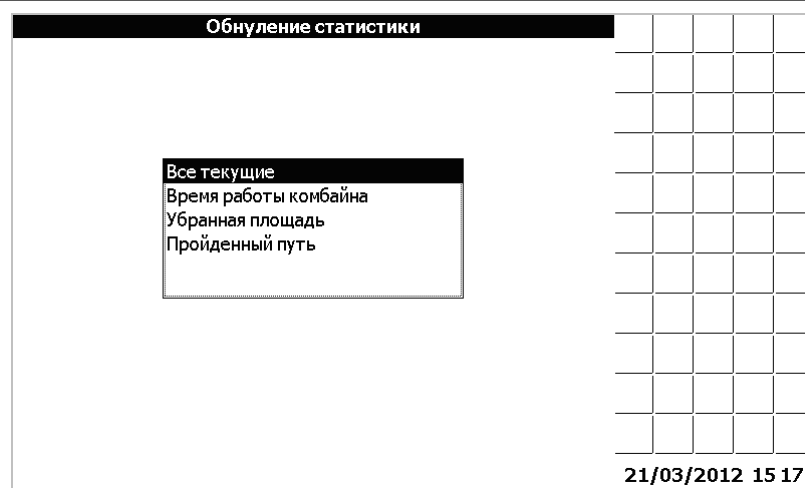 Обнуление статистики
Все текущие
Время работы комбайна
Убранная площадь
Пройденный путь
21/03/2012 15 17